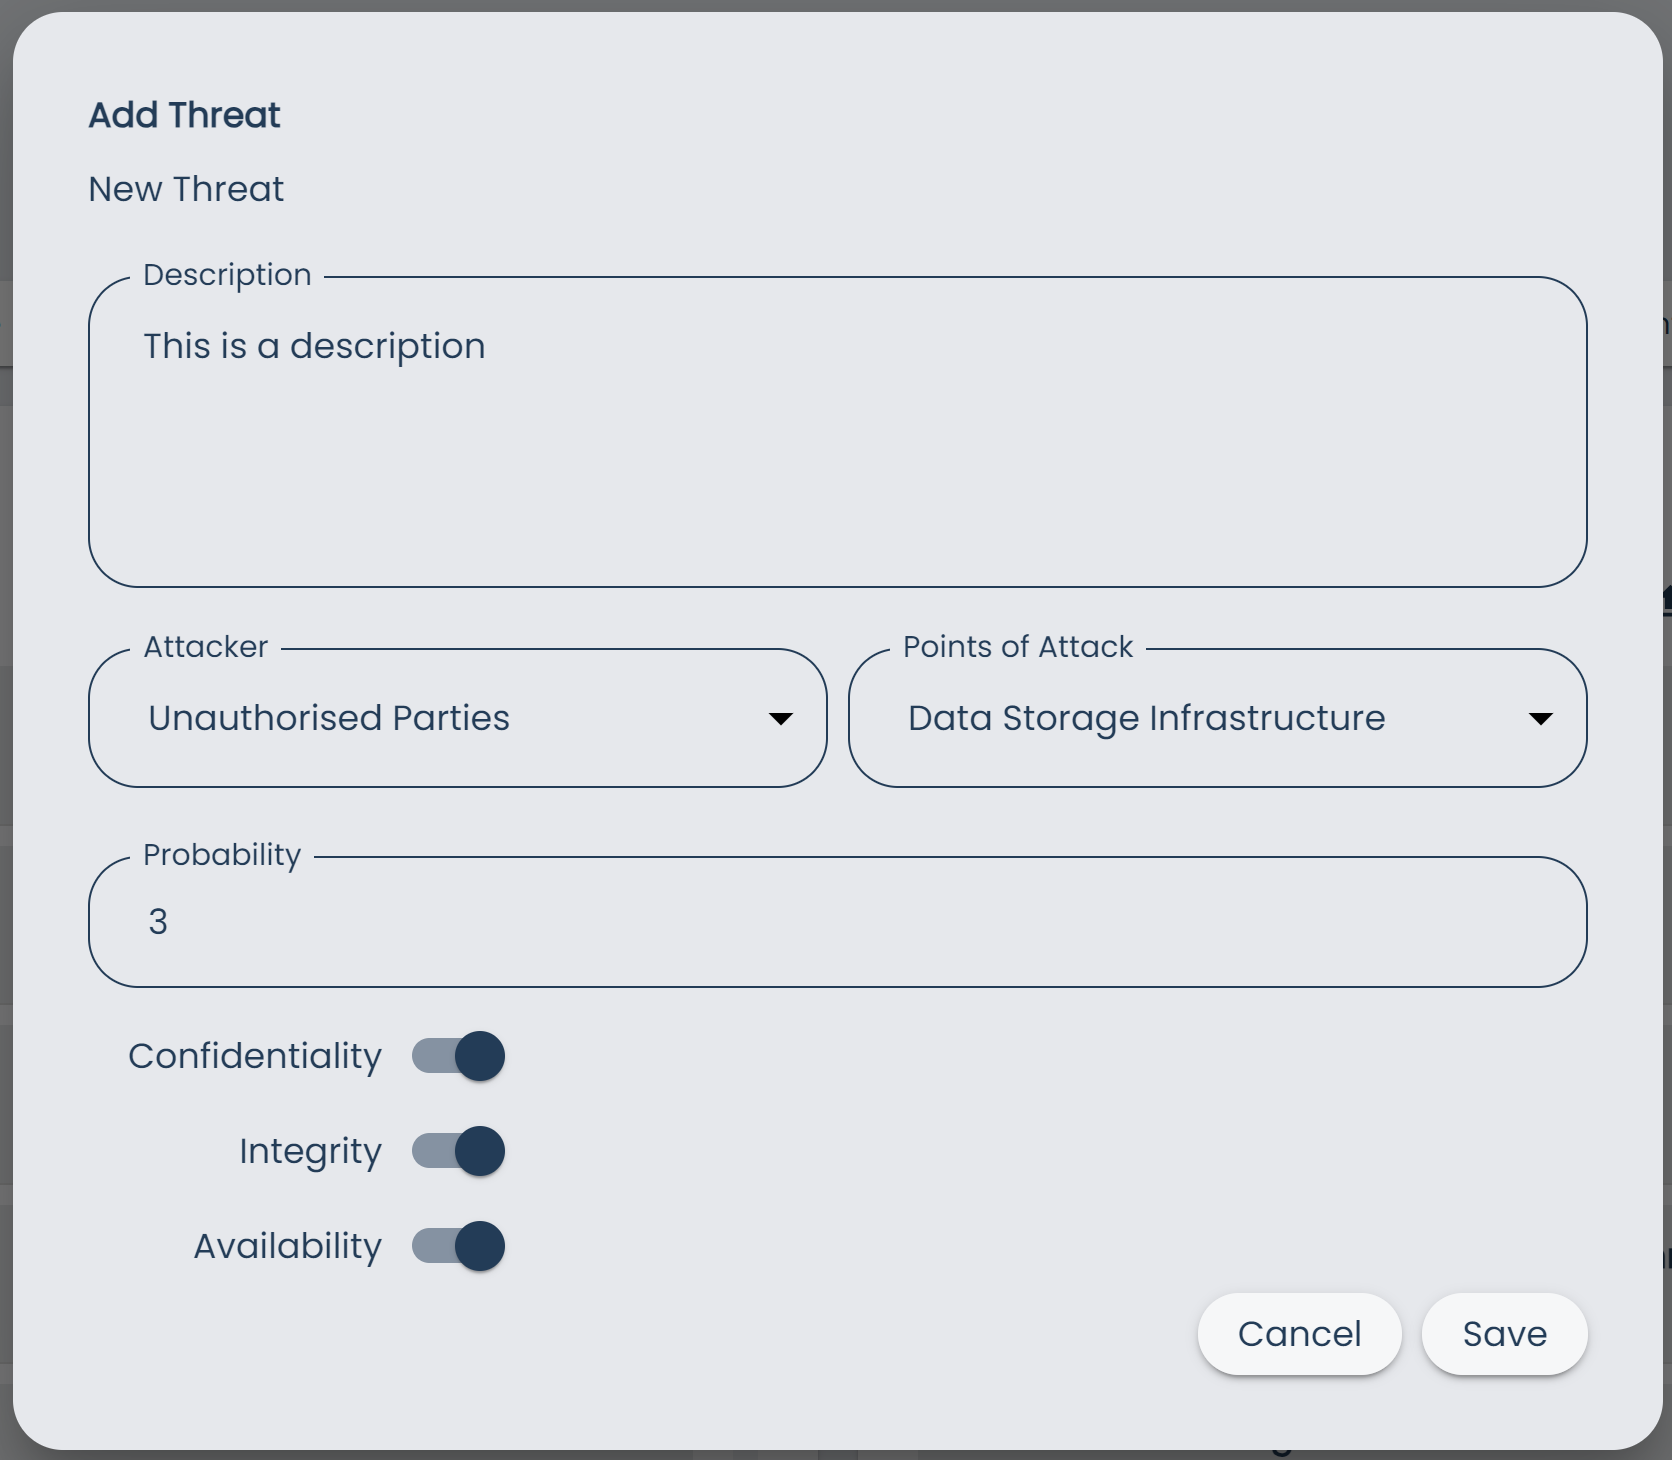 Add Threat
New Threat
Description
This is a description
Attacker
Points of Attack
Unauthorised Parties
Data Storage Infrastructure
Probability
3
Confidentiality
Integrity
Availability
Cancel
Save